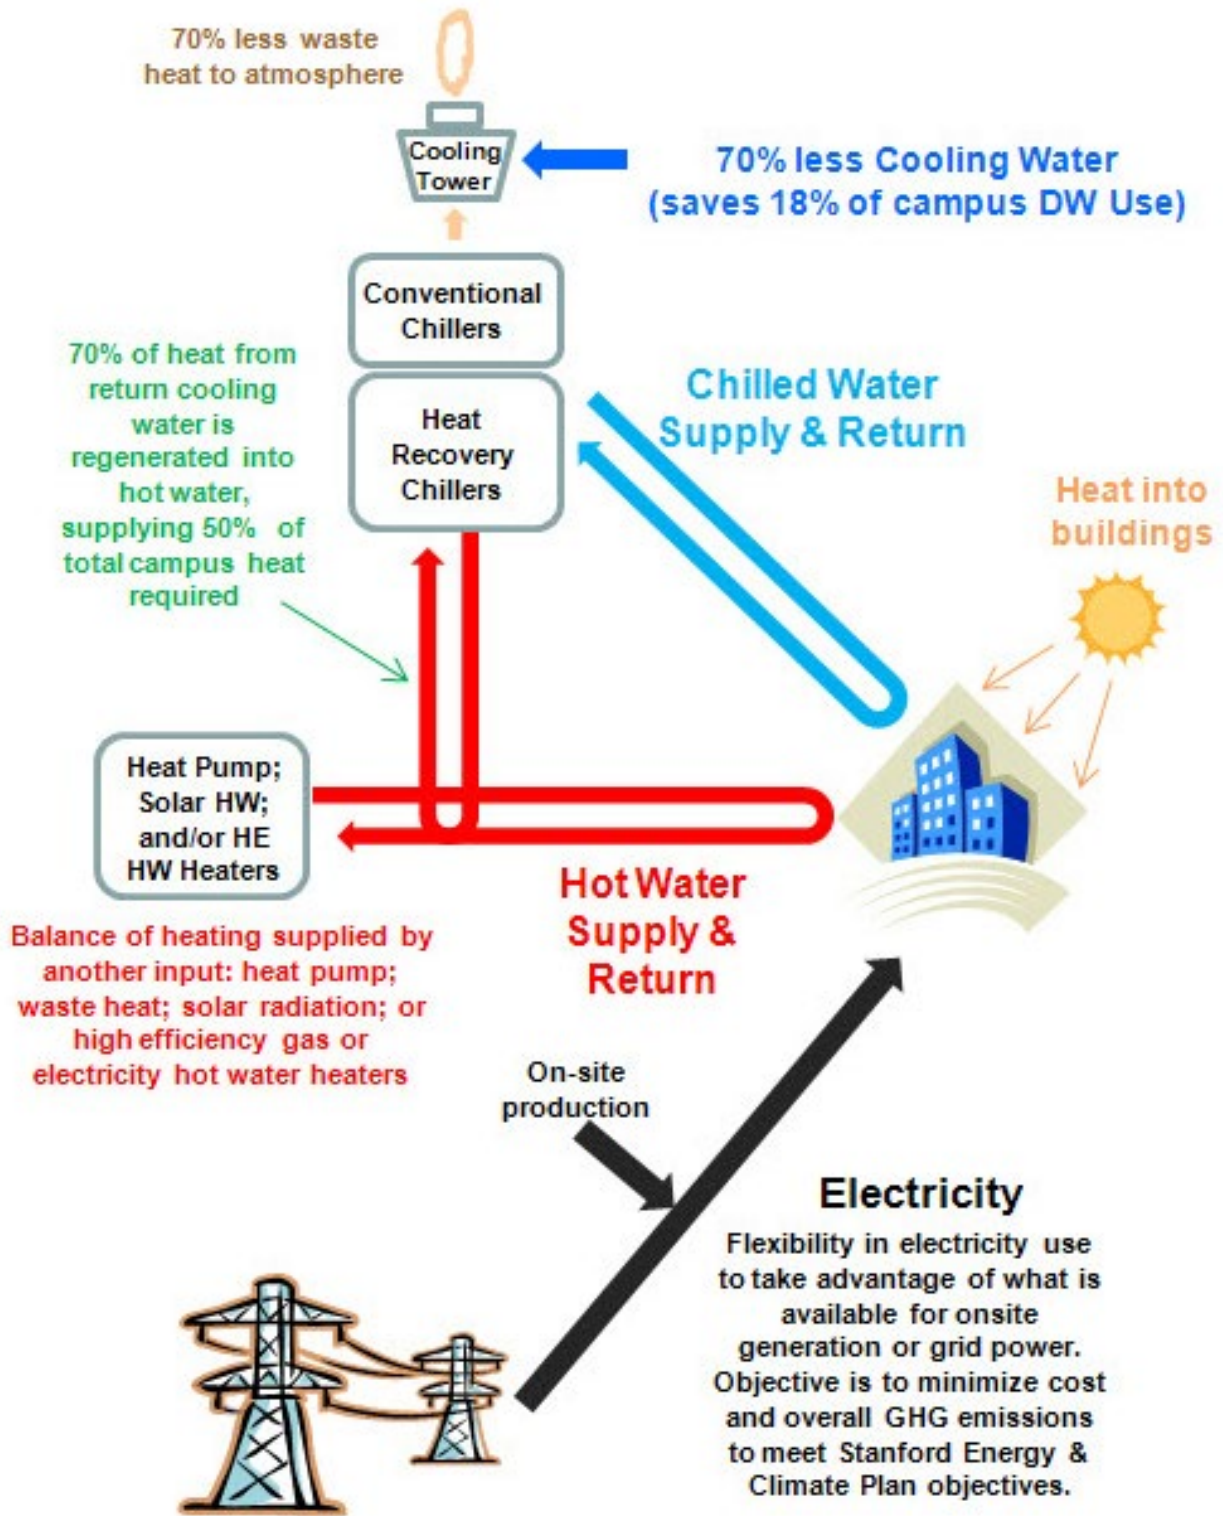 70% less waste
heat to atmosphere
Cooling
Tower
70% less Cooling Water
(saves 18% of campus DW Use)
Conventional
Chillers
70% of heat from
return cooling
water is
regenerated into
hot water,
supplying 50% of
total campus heat
required
Heat
Recovery
Chillers
Chilled Water
Supply & Return
Heat into
buildings
Heat Pump;
Solar HW;
and/or HE
HW Heaters
Hot Water
Supply &
Return
Balance of heating supplied by
another input: heat pump;
waste heat; solar radiation; or
high efficiency gas or
electricity hot water heaters
On-site
production
Electricity
Flexibility in electricity use
to take advantage of what is
available for onsite
generation or grid power.
Objective is to minimize cost
and overall GHG emissions
to meet Stanford Energy &
Climate Plan objectives.